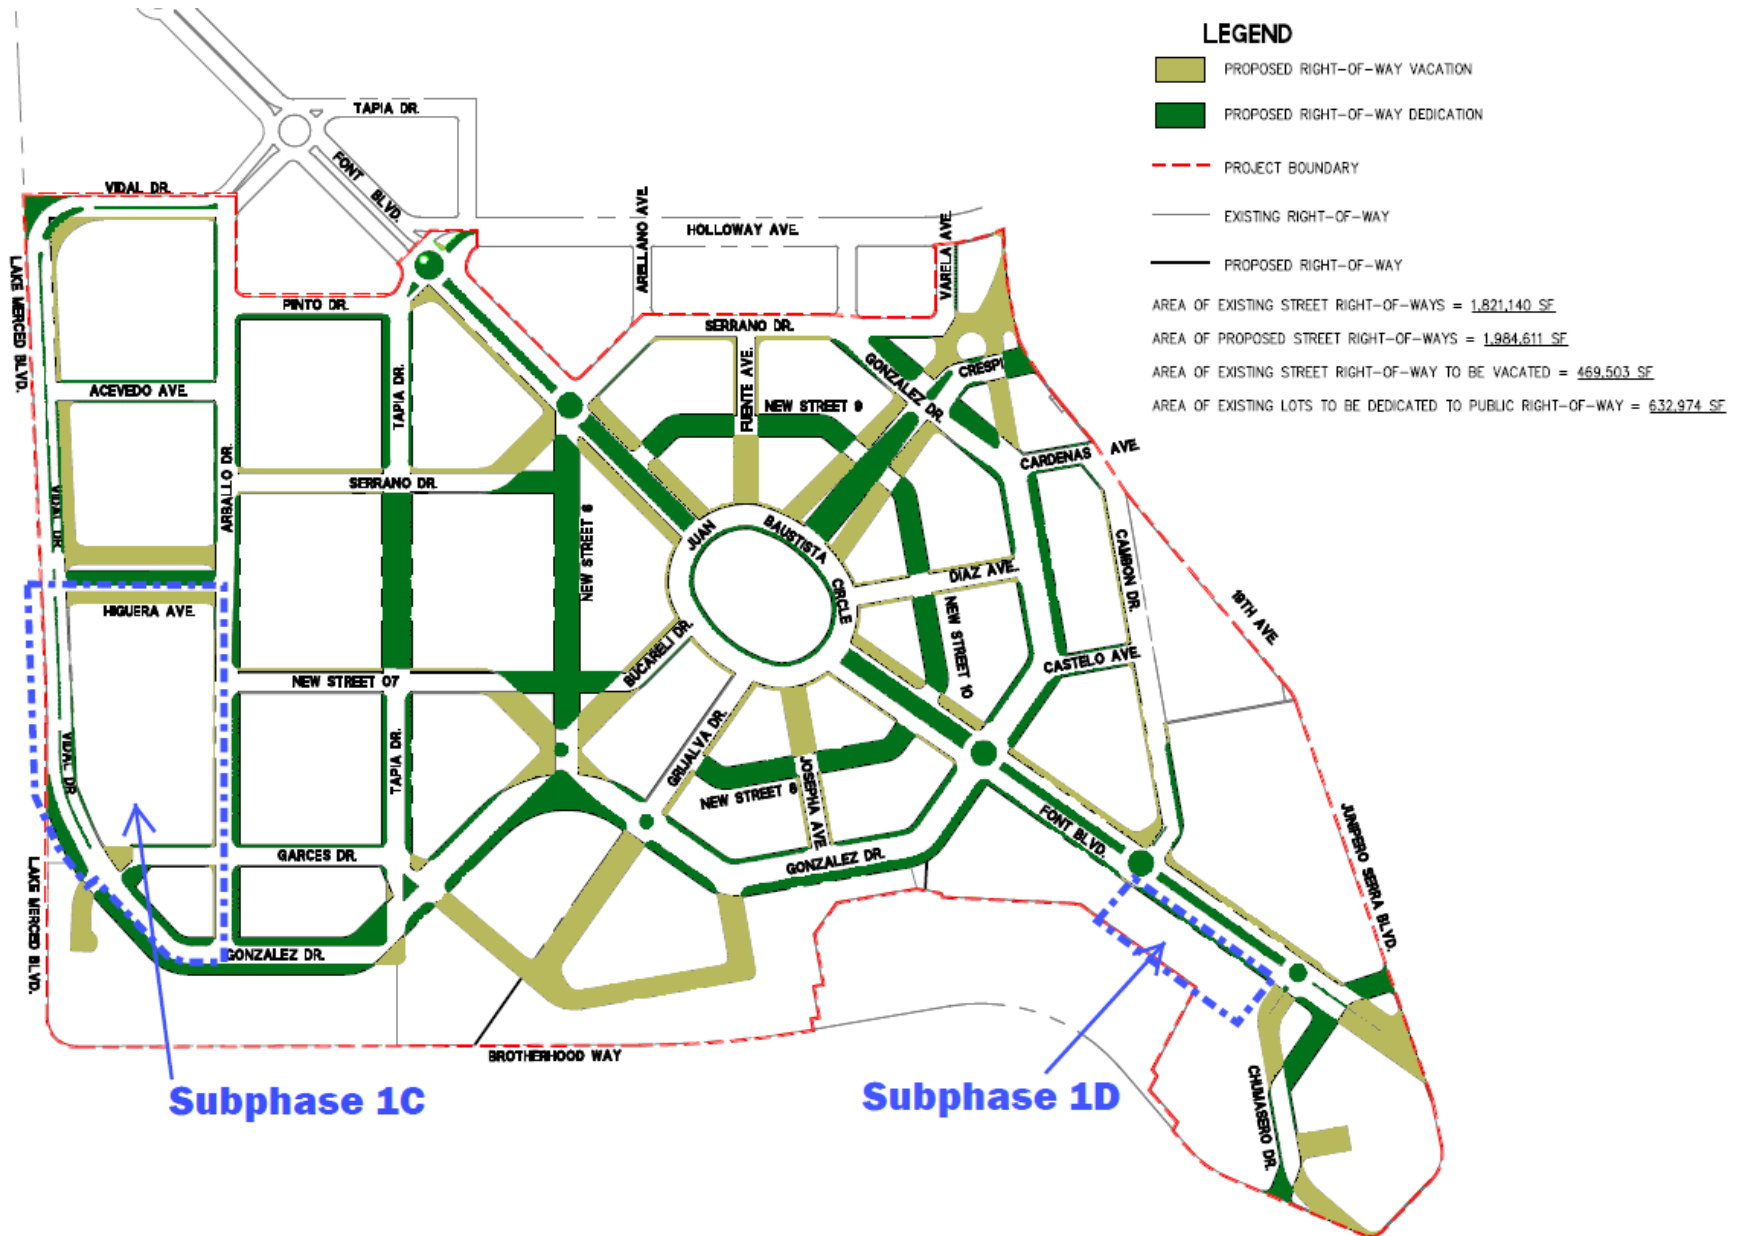 LEGEND
PROPOSED RIGHT-OF-WAY VACATION
PROPOSED RIGHT-OF-WAY DEDICATION
PROJECT BOUNDARY
EXISTING RIGHT-OF-WAY
PROPOSED RIGHT-OF-WAY
AREA OF EXISTING STREET RIGHT-OF-WAYS = 1,821,140 SF
AREA OF PROPOSED STREET RIGHT-OF-WAYS = 1,984,611 SF
AREA OF EXISTING STREET RIGHT-OF-WAY TO BE VACATED = 469,503 SF
AREA OF EXISTING LOTS TO BE DEDICATED TO PUBLIC RIGHT-OF-WAY = 632,974 SF
TAPIA DR.
FONT BLVD.
VIDAL DR.
ARELLANO AVE.
HOLLOWAY AVE.
VARELA AVE.
LAKE MERCED BLVD.
PINTO DR.
SERRANO DR.
GONZALEZ DR.
CRESPI
ACEVEDO AVE.
TAPIA DR.
FUENTE AVE.
NEW STREET 9
ARBALLO DR.
SERRANO DR.
CARDENAS AVE.
VIDAL DR.
NEW STREET 6
JUAN BAUTISTA CIRCLE
DIAZ AVE.
CAMBON DR.
19TH AVE.
HIGUERA AVE.
NEW STREET 10
BUCARELI DR.
CASTELO AVE.
NEW STREET 07
VIDAL DR
TAPIA DR.
GRIJALVA DR.
NEW STREET 8
JOSEPHA AVE.
FONT BLVD.
JUNIPERO SERRA BLVD.
GARCES DR.
GONZALEZ DR.
LAKE MERCED BLVD.
GONZALEZ DR.
BROTHERHOOD WAY
CHUMASERO DR.
Subphase 1C
Subphase 1D